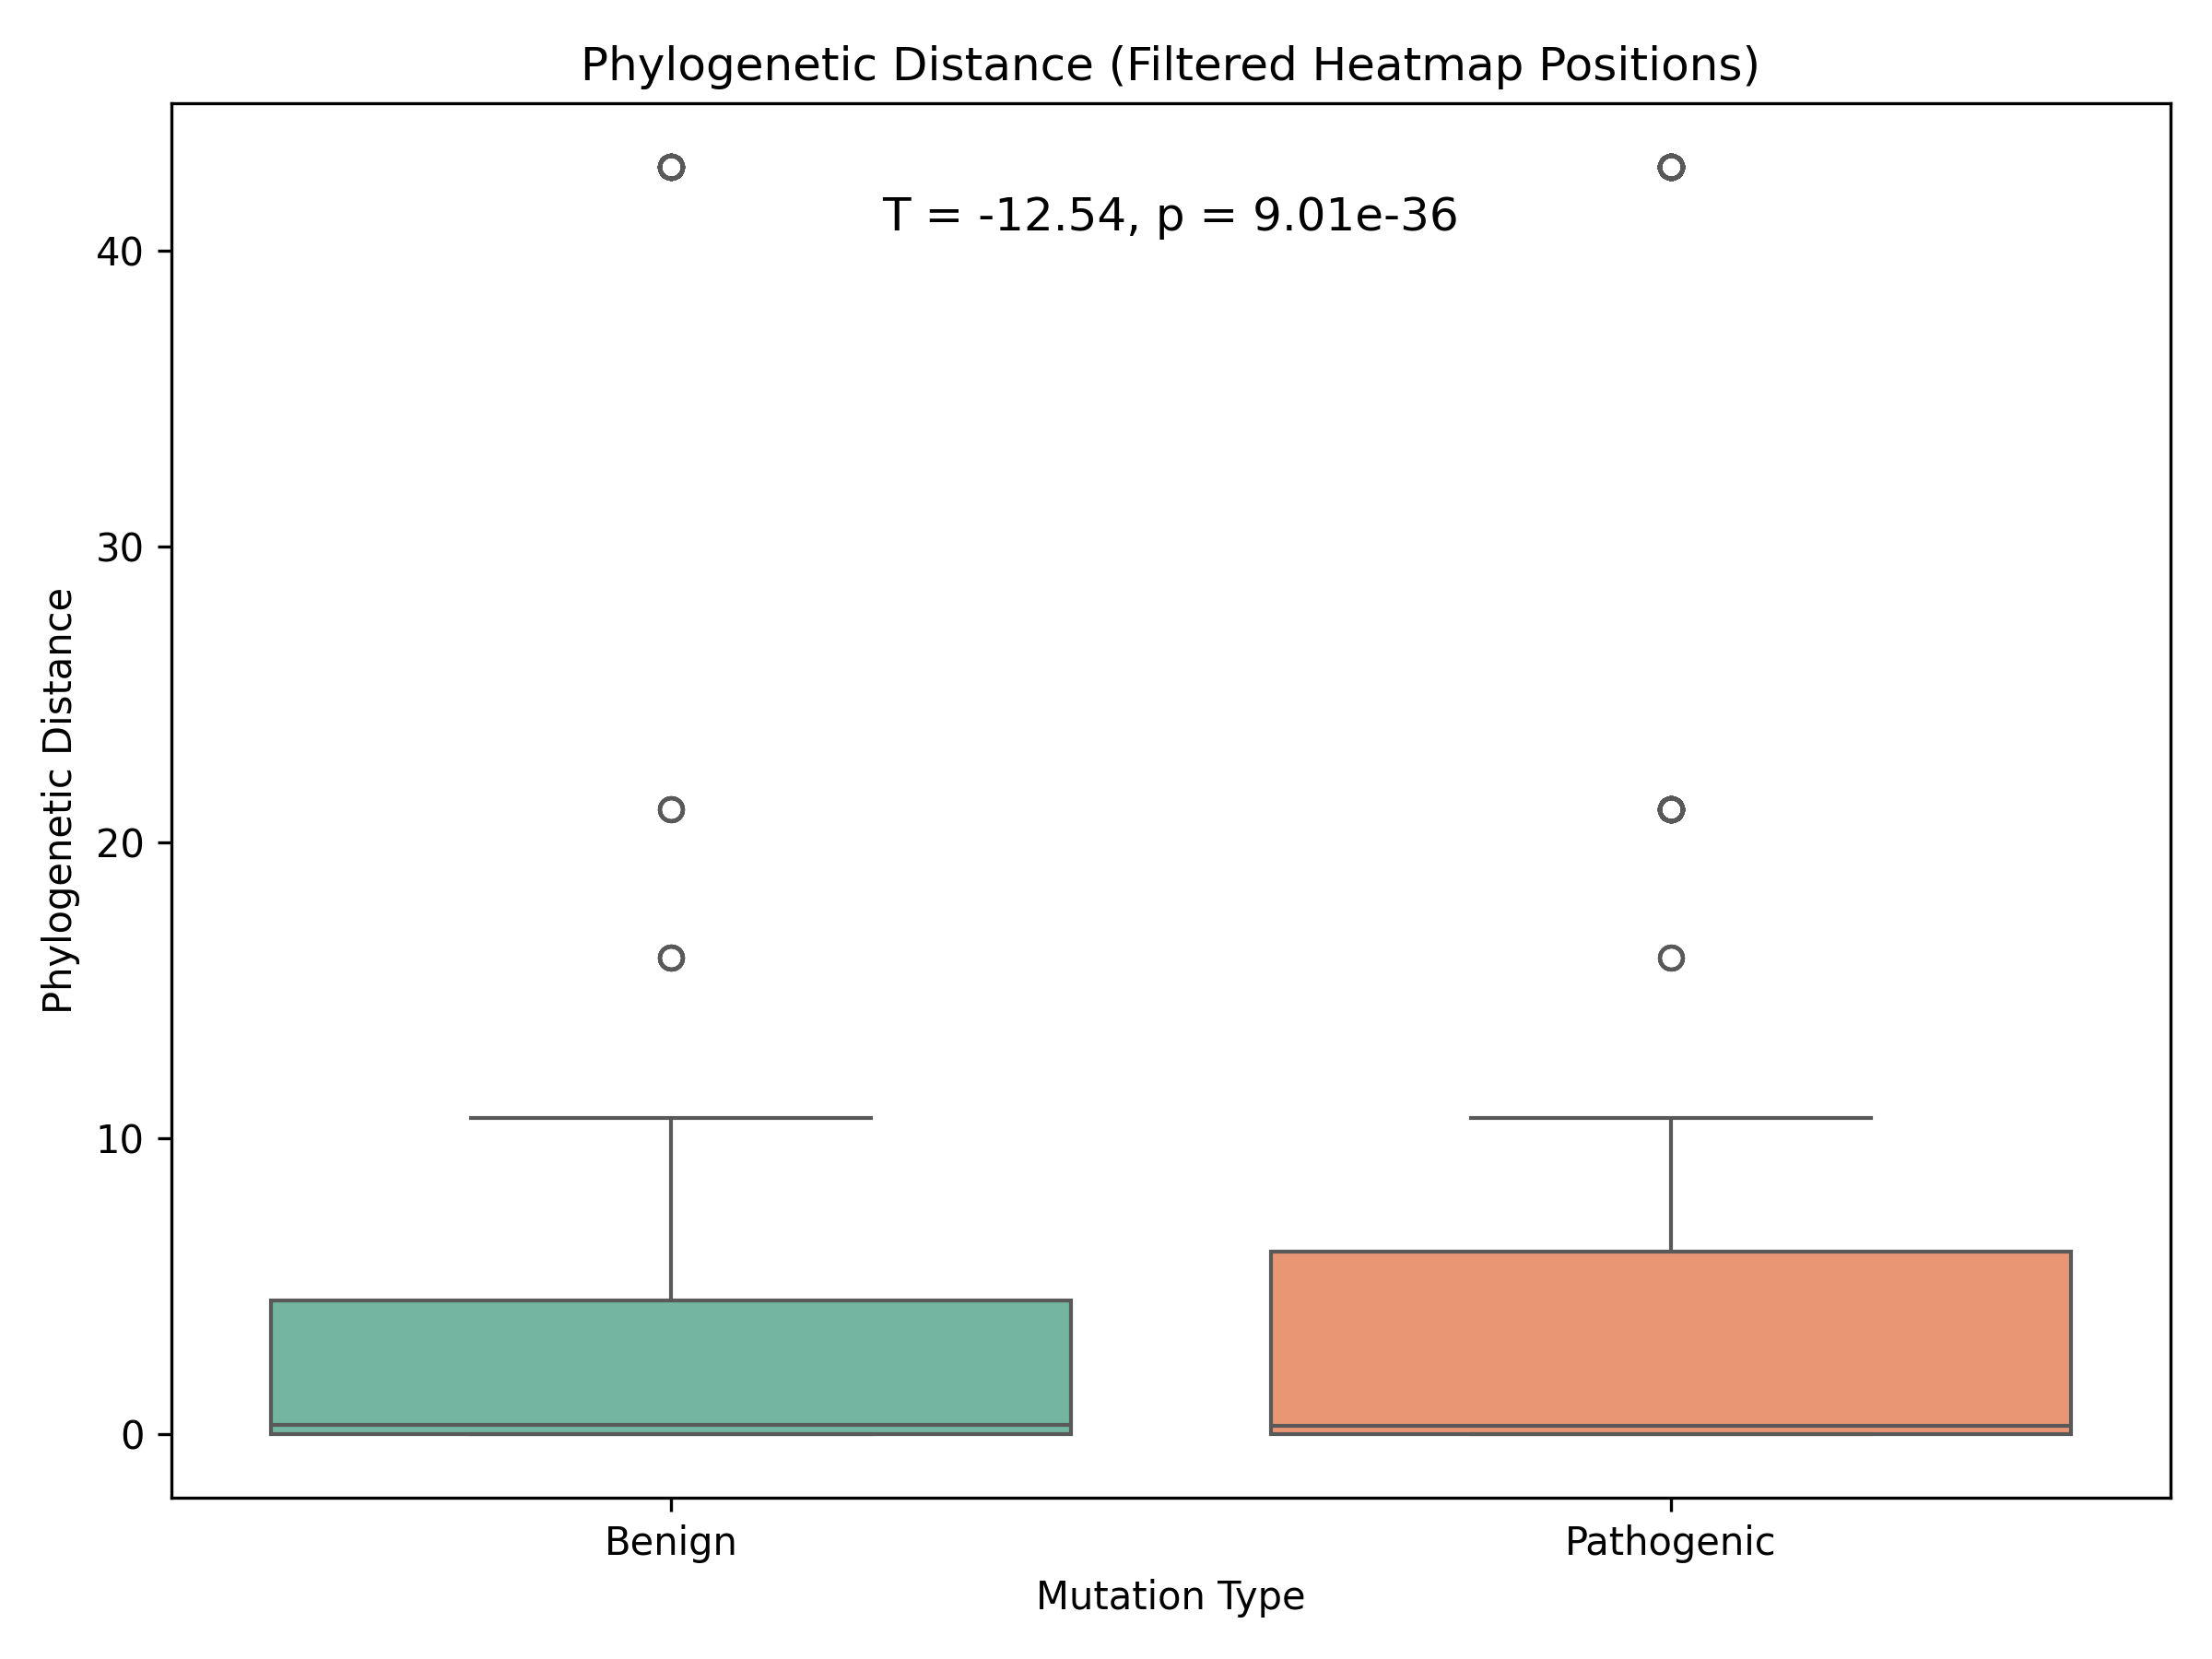 Phylogenetic Distance (Filtered Heatmap Positions)
T = -12.54, p = 9.01e-36
40
30
20
10
0
Phylogenetic Distance
Benign
Pathogenic
Mutation Type